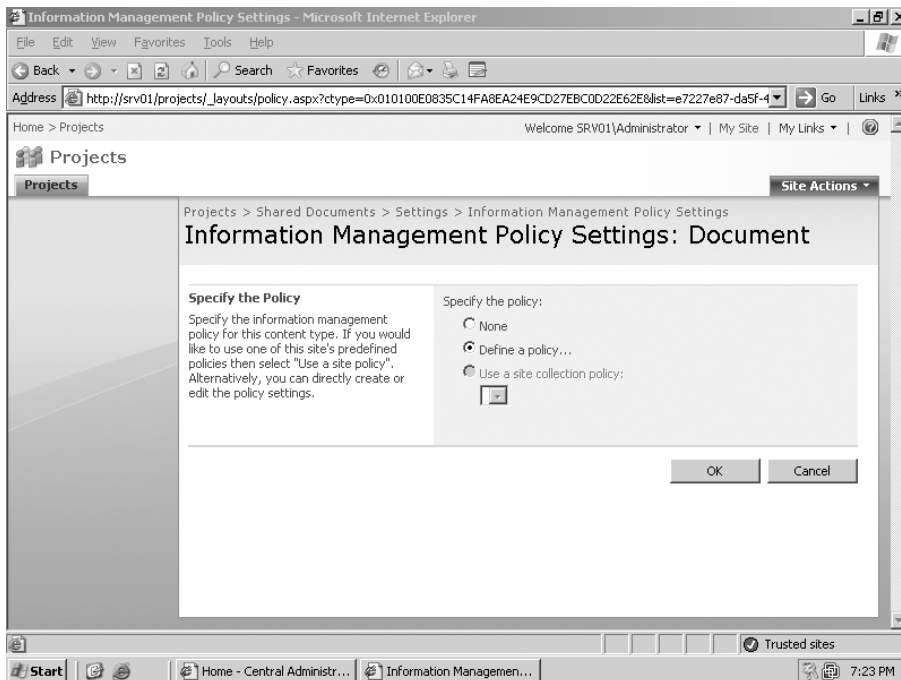 Information Management Policy Settings - Microsoft Internet Explorer
File Edit View Favorites Tools Help
Back Search Favorites
Address http://srv01/projects/_layouts/policy.aspx?ctype=0x010100E0835C14FA8EA24E9CD27EBC0D22E62E&list=e7227e87-da5f-4 Go Links »
Home > Projects Welcome SRV01\Administrator | My Site | My Links |
Projects
Projects Site Actions
Projects > Shared Documents > Settings > Information Management Policy Settings
Information Management Policy Settings: Document
Specify the Policy
Specify the information management
policy for this content type. If you would
like to use one of this site's predefined
policies then select "Use a site policy".
Alternatively, you can directly create or
edit the policy settings.
Specify the policy:
None
Define a policy...
Use a site collection policy:
OK Cancel
Trusted sites
Start Home - Central Administr... Information Managemen... 7:23 PM